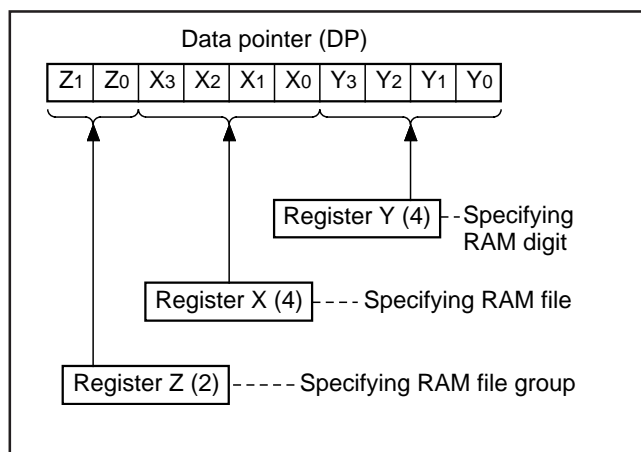 Data pointer (DP)
Z1 Z0 X3 X2 X1 X0 Y3 Y2 Y1 Y0
Register Y (4) Specifying
RAM digit
Register X (4) Specifying RAM file
Register Z (2) Specifying RAM file group